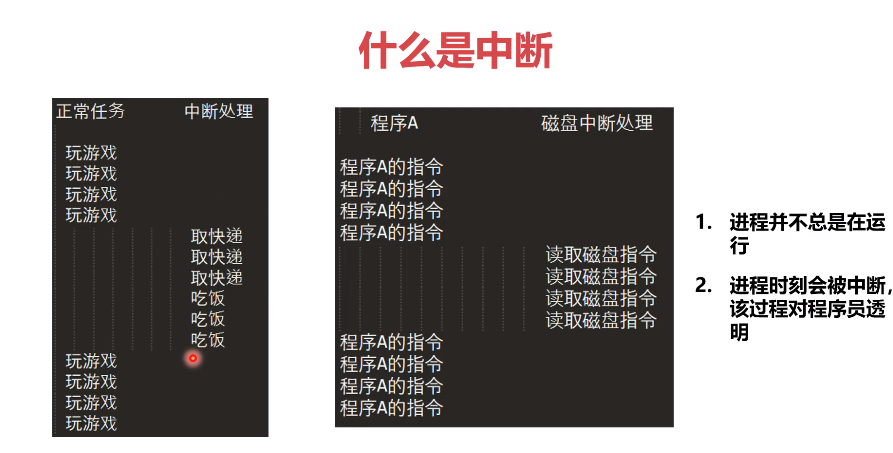 什么是中断
正常任务 中断处理
玩游戏
玩游戏
玩游戏
玩游戏
取快递
取快递
取快递
吃饭
吃饭
吃饭
玩游戏
玩游戏
玩游戏
玩游戏
程序A 磁盘中断处理
程序A的指令
程序A的指令
程序A的指令
程序A的指令
读取磁盘指令
读取磁盘指令
读取磁盘指令
读取磁盘指令
程序A的指令
程序A的指令
程序A的指令
程序A的指令
1. 进程并不总是在运
行
2. 进程时刻会被中断，
该过程对程序员透
明